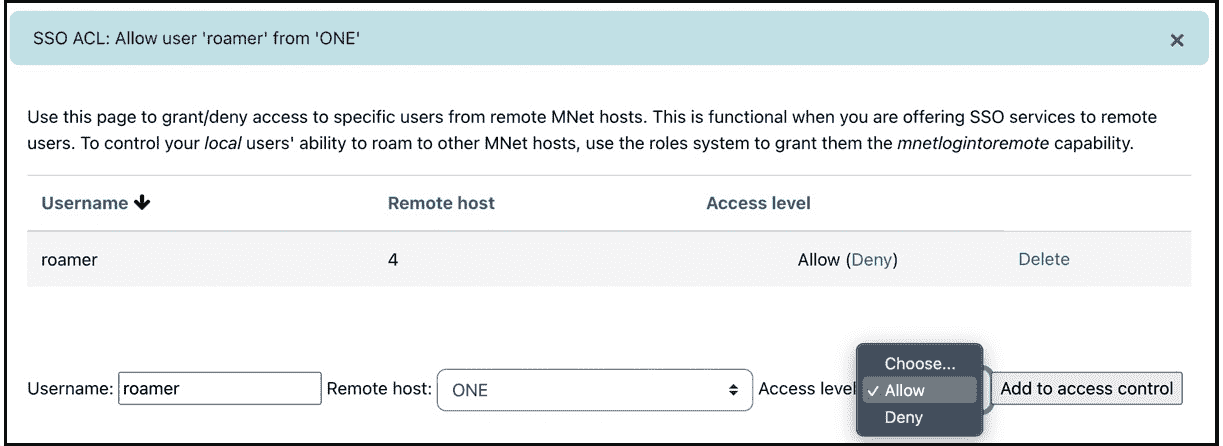 SSO ACL: Allow user 'roamer' from 'ONE'
Use this page to grant/deny access to specific users from remote MNet hosts. This is functional when you are offering SSO services to remote
users. To control your local users' ability to roam to other MNet hosts, use the roles system to grant them the mnetlogintoremote capability.
Username Remote host Access level
roamer 4 Allow (Deny) Delete
Choose...
Username: roamer Remote host: ONE Access level ✓ Allow Add to access control
Deny